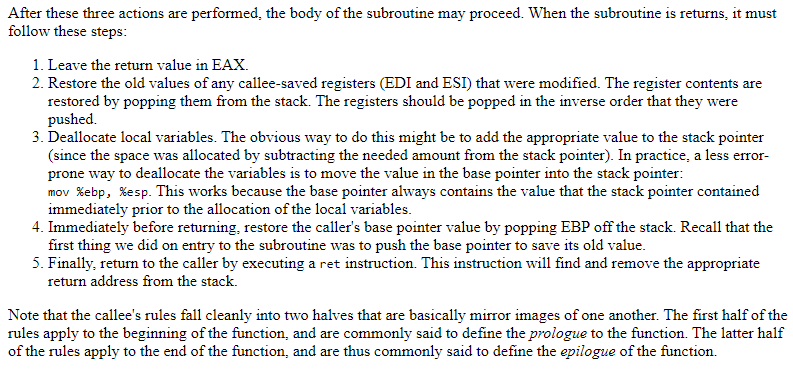 After these three actions are performed, the body of the subroutine may proceed. When the subroutine is returns, it must
follow these steps:
1. Leave the return value in EAX.
2. Restore the old values of any callee-saved registers (EDI and ESI) that were modified. The register contents are
restored by popping them from the stack. The registers should be popped in the inverse order that they were
pushed.
3. Deallocate local variables. The obvious way to do this might be to add the appropriate value to the stack pointer
(since the space was allocated by subtracting the needed amount from the stack pointer). In practice, a less error-
prone way to deallocate the variables is to move the value in the base pointer into the stack pointer:
mov %ebp, %esp. This works because the base pointer always contains the value that the stack pointer contained
immediately prior to the allocation of the local variables.
4. Immediately before returning, restore the caller's base pointer value by popping EBP off the stack. Recall that the
first thing we did on entry to the subroutine was to push the base pointer to save its old value.
5. Finally, return to the caller by executing a ret instruction. This instruction will find and remove the appropriate
return address from the stack.
Note that the callee's rules fall cleanly into two halves that are basically mirror images of one another. The first half of the
rules apply to the beginning of the function, and are commonly said to define the prologue to the function. The latter half
of the rules apply to the end of the function, and are thus commonly said to define the epilogue of the function.